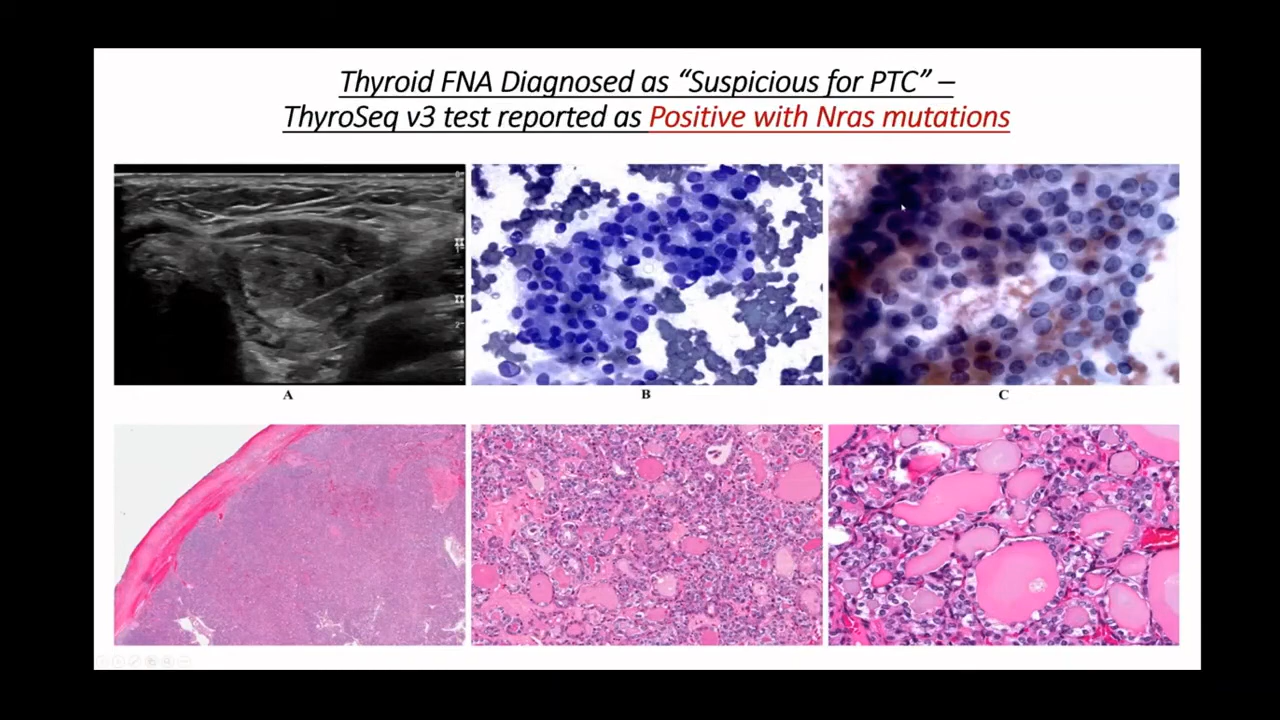 Thyroid FNA Diagnosed as “Suspicious for PTC” –
ThyroSeq v3 test reported as Positive with Nras mutations
A
B
C